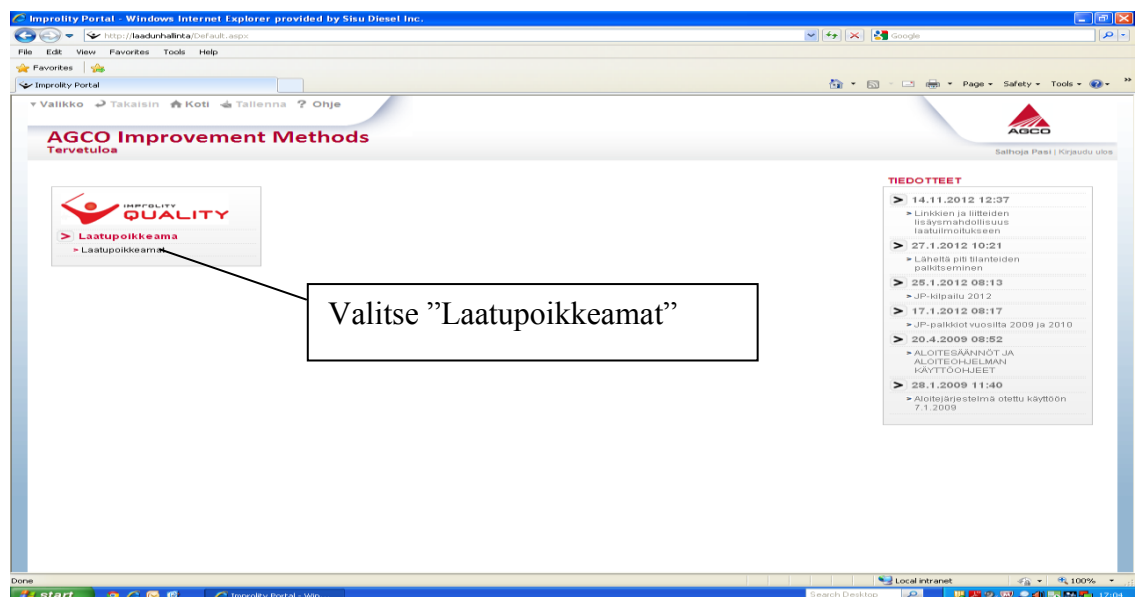 Improlity Portal - Windows Internet Explorer provided by Sisu Diesel Inc.
http://laadunhallinta/Default.aspx
Google
File Edit View Favorites Tools Help
Favorites
Improlity Portal
Page Safety Tools
Valikko Takaisin Koti Tallenna ? Ohje
AGCO Improvement Methods
Tervetuloa
AGCO
Salhoja Pasi | Kirjaudu ulos
IMPROLITY
QUALITY
> Laatupoikkeama
Laatupoikkeamat
Valitse ”Laatupoikkeamat”
TIEDOTTEET
> 14.11.2012 12:37
Linkkien ja liitteiden
lisäysmahdollisuus
laatuilmoitukseen
> 27.1.2012 10:21
Läheltä piti tilanteiden
palkitseminen
> 25.1.2012 08:13
JP-kilpailu 2012
> 17.1.2012 08:17
JP-palkkiot vuosilta 2009 ja 2010
> 20.4.2009 08:52
ALOITESÄÄNNÖT JA
ALOITEOHJELMAN
KÄYTTÖOHJEET
> 28.1.2009 11:40
Aloitejärjestelmä otettu käyttöön
7.1.2009
Done
Local intranet
100%
start
Improlity Portal - Win...
Search Desktop
17:04